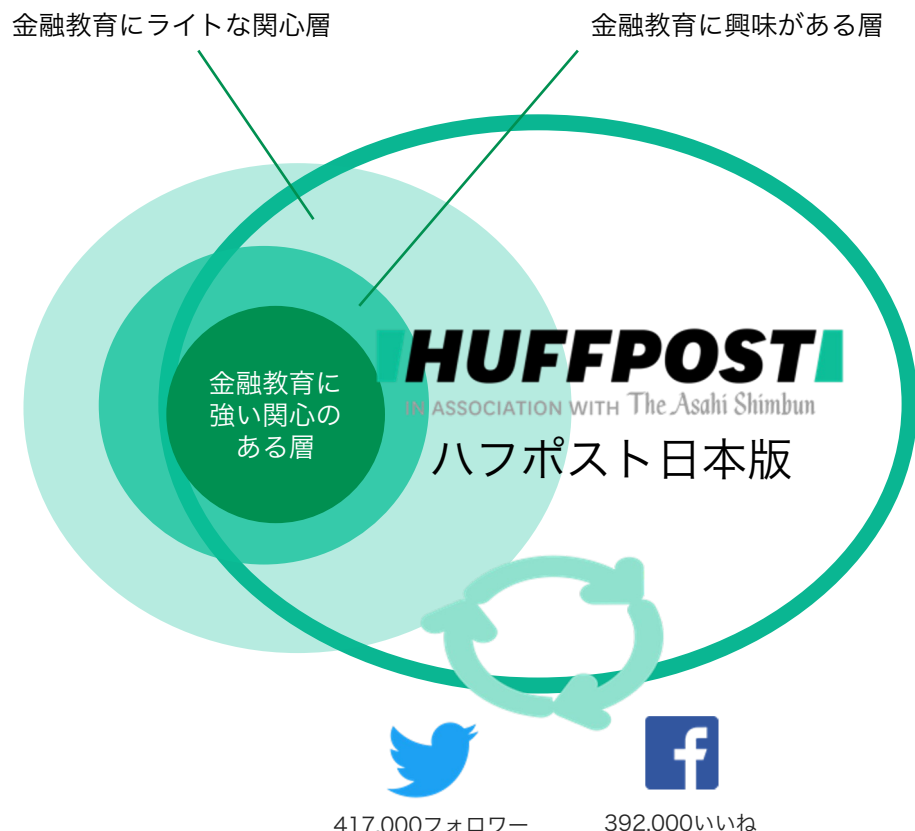 金融教育にライトな関心層
金融教育に興味がある層
金融教育に
強い関心の
ある層
HUFFPOST
IN ASSOCIATION WITH The Asahi Shimbun
ハフポスト日本版
417,000フォロワー
392,000いいね